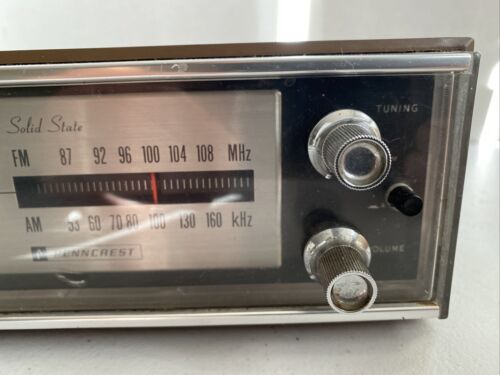 Solid State
TUNING
FM 87 92 96 100 104 108 MHz
AM 53 60 70 80 100 130 160 kHz
PENNCREST
VOLUME